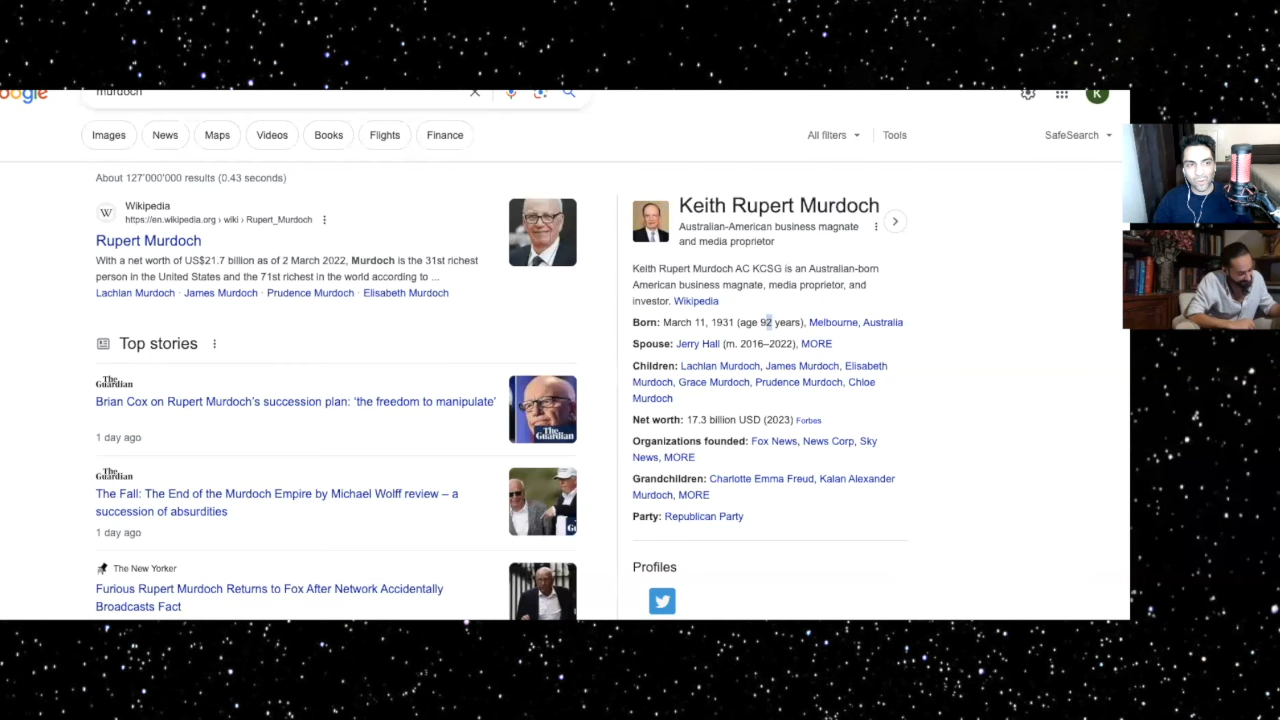 oogle
murdoch
K
Images
News
Maps
Videos
Books
Flights
Finance
All filters
Tools
SafeSearch
About 127'000'000 results (0.43 seconds)
W
Wikipedia
https://en.wikipedia.org › wiki › Rupert_Murdoch
Rupert Murdoch
With a net worth of US$21.7 billion as of 2 March 2022, Murdoch is the 31st richest
person in the United States and the 71st richest in the world according to ...
Lachlan Murdoch · James Murdoch · Prudence Murdoch · Elisabeth Murdoch
Top stories
The
Guardian
Brian Cox on Rupert Murdoch's succession plan: 'the freedom to manipulate'
1 day ago
The
Guardian
The
Guardian
The Fall: The End of the Murdoch Empire by Michael Wolff review – a
succession of absurdities
1 day ago
The New Yorker
Furious Rupert Murdoch Returns to Fox After Network Accidentally
Broadcasts Fact
Keith Rupert Murdoch
Australian-American business magnate
and media proprietor
Keith Rupert Murdoch AC KCSG is an Australian-born
American business magnate, media proprietor, and
investor. Wikipedia
Born: March 11, 1931 (age 92 years), Melbourne, Australia
Spouse: Jerry Hall (m. 2016–2022), MORE
Children: Lachlan Murdoch, James Murdoch, Elisabeth
Murdoch, Grace Murdoch, Prudence Murdoch, Chloe
Murdoch
Net worth: 17.3 billion USD (2023) Forbes
Organizations founded: Fox News, News Corp, Sky
News, MORE
Grandchildren: Charlotte Emma Freud, Kalan Alexander
Murdoch, MORE
Party: Republican Party
Profiles